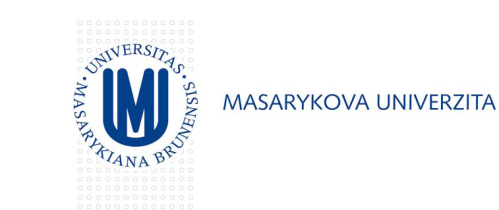 UNIVERSITAS · MASARYKIANA BRUNENSIS ·
MU
MASARYKOVA UNIVERZITA